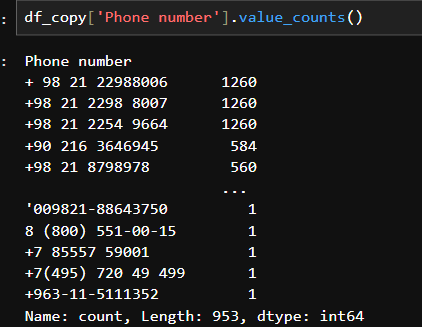 : df_copy['Phone number'].value_counts()
: Phone number
+ 98 21 22988006 1260
+98 21 2298 8007 1260
+98 21 2254 9664 1260
+90 216 3646945 584
+98 21 8798978 560
...
'009821-88643750 1
8 (800) 551-00-15 1
+7 85557 59001 1
+7(495) 720 49 499 1
+963-11-5111352 1
Name: count, Length: 953, dtype: int64